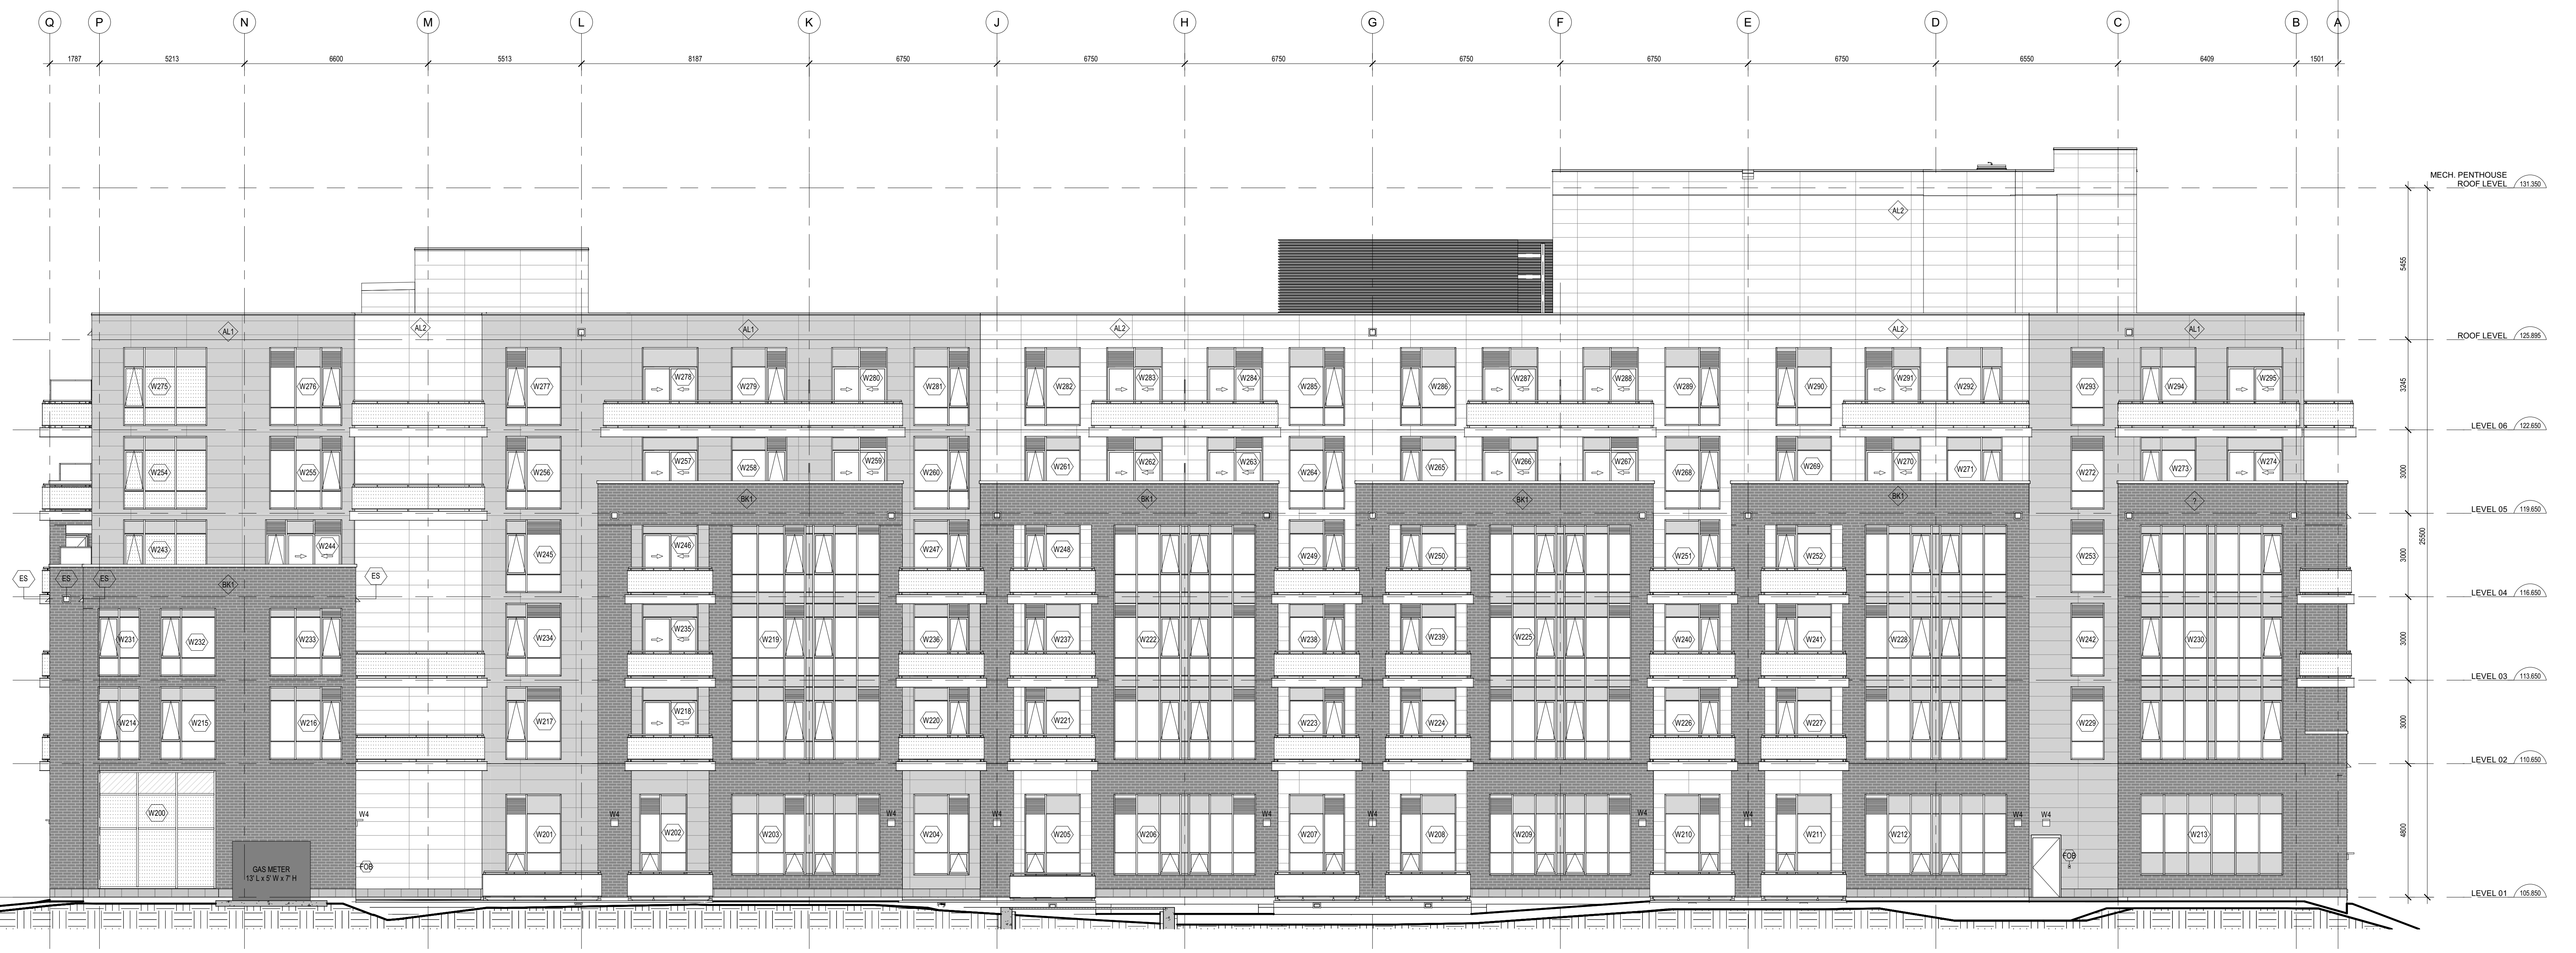 Q P N M L K J H G F E D C B A
1787 5213 6600 5513 8187 6750 6750 6750 6750 6750 6750 6550 6409 1501
MECH. PENTHOUSE
ROOF LEVEL 131.350
AL2
5455
AL1 AL2 AL1 AL2 AL2 AL1
ROOF LEVEL 125.895
W275 W276 W277 W278 W279 W280 W281 W282 W283 W284 W285 W286 W287 W288 W289 W290 W291 W292 W293 W294 W295
3245
LEVEL 06 122.650
W254 W255 W256 W257 W258 W259 W260 W261 W262 W263 W264 W265 W266 W267 W268 W269 W270 W271 W272 W273 W274
3000
BK1 BK1 BK1 BK1 ?
LEVEL 05 119.650
25500
W243 W244 W245 W246 W247 W248 W249 W250 W251 W252 W253
3000
ES ES ES ES
BK1
LEVEL 04 116.650
W231 W232 W233 W234 W235 W219 W236 W237 W222 W238 W239 W225 W240 W241 W228 W242 W230
3000
LEVEL 03 113.650
W214 W215 W216 W217 W218 W220 W221 W223 W224 W226 W227 W229
3000
LEVEL 02 110.650
W200 W4 W4 W4 W4 W4 W4 W4 W4 W4 W4
W201 W202 W203 W204 W205 W206 W207 W208 W209 W210 W211 W212 W213
4800
FOB FOB
GAS METER
13' L x 5' W x 7' H
LEVEL 01 105.850